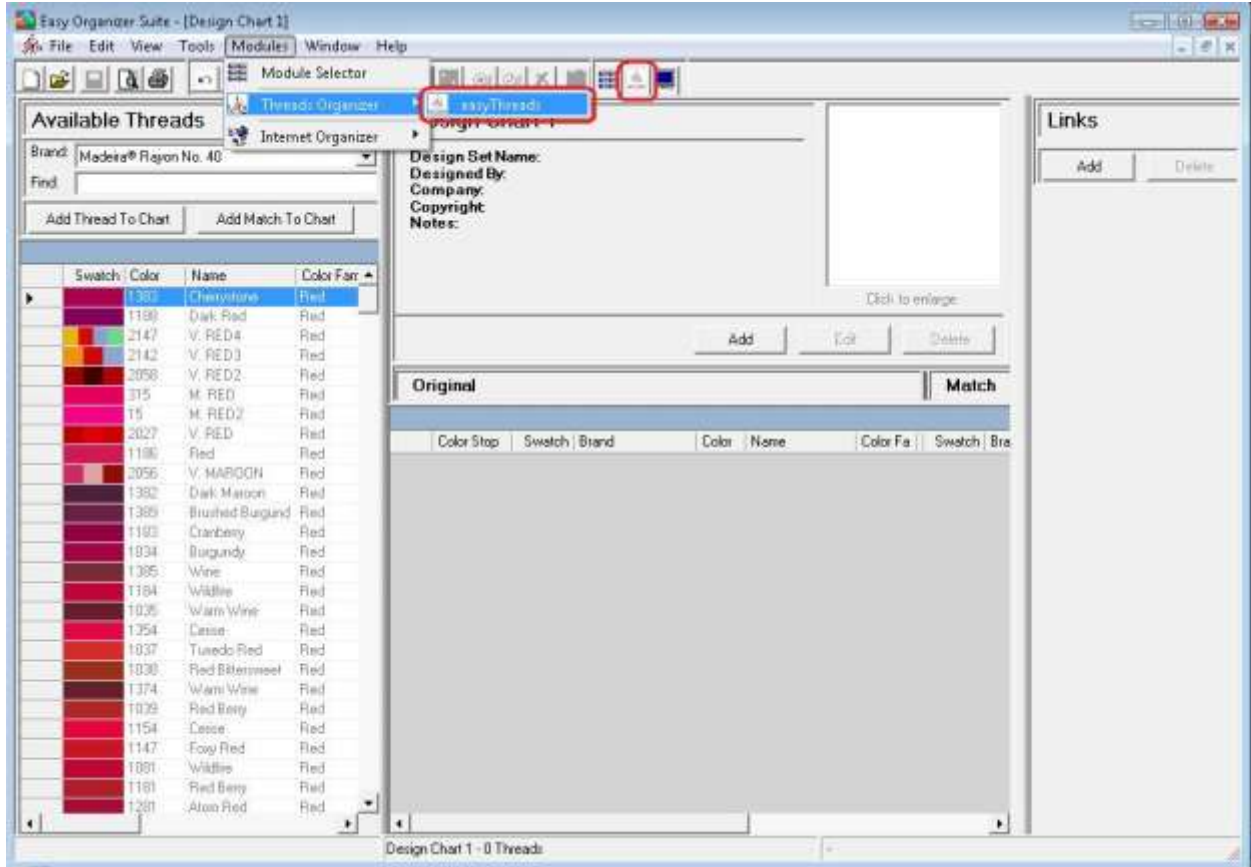 Easy Organizer Suite - [Design Chart 1]
File Edit View Tools Modules Window Help
Module Selector
Threads Organizer
easyThreads
Internet Organizer
Available Threads
Design Chart 1
Links
Brand: Madeira® Rayon No. 40
Find:
Add Thread To Chart Add Match To Chart
Design Set Name:
Designed By:
Company:
Copyright:
Notes:
Add Delete
Click to enlarge
Add Edit Delete
Original Match
Color Stop Swatch Brand Color Name Color Fa Swatch Bra
Swatch Color Name Color Fam
1383 Cherrystone Red
1188 Dark Red Red
2147 V. RED4 Red
2142 V. RED3 Red
2058 V. RED2 Red
315 M. RED Red
15 M. RED2 Red
2027 V. RED Red
1186 Red Red
2056 V. MAROON Red
1382 Dark Maroon Red
1389 Brushed Burgund Red
1183 Cranberry Red
1034 Burgundy Red
1385 Wine Red
1184 Wildfire Red
1035 Warm Wine Red
1354 Cerise Red
1037 Tuxedo Red Red
1038 Red Bittersweet Red
1374 Warm Wine Red
1039 Red Berry Red
1154 Cerise Red
1147 Foxy Red Red
1081 Wildfire Red
1181 Red Berry Red
1281 Red
Design Chart 1 - 0 Threads